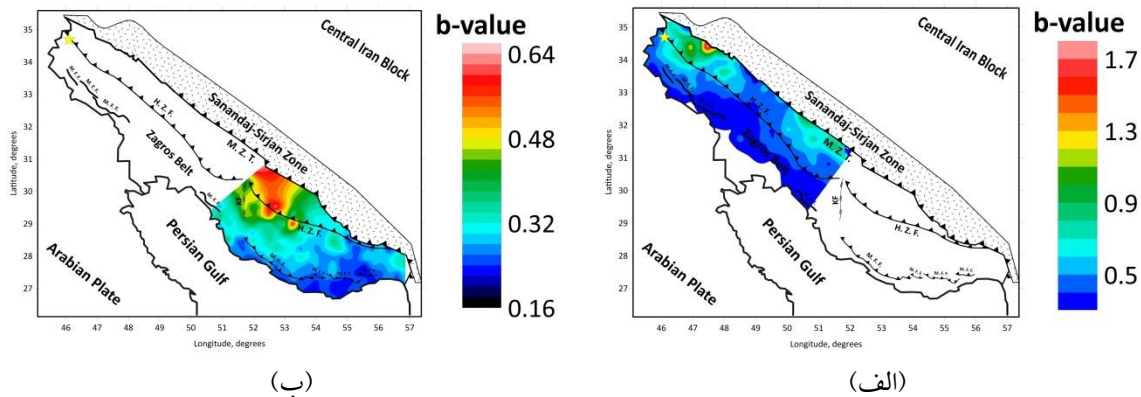 b-value
0.64
0.48
0.32
0.16
35
34
33
32
31
30
29
28
27
Latitude, degrees
Central Iran Block
Sanandaj-Sirjan Zone
M. Z. T.
H. Z. F.
M. F. F.
M. F. F.
M. F. F.
Zagros Belt
KF
H. Z. F.
M. F. F.
Persian Gulf
Arabian Plate
46 47 48 49 50 51 52 53 54 55 56 57
Longitude, degrees
(ب)
b-value
1.7
1.3
0.9
0.5
35
34
33
32
31
30
29
28
27
Latitude, degrees
Central Iran Block
Sanandaj-Sirjan Zone
M. Z. T.
H. Z. F.
Zagros Belt
KF
H. Z. F.
M. F. F.
Persian Gulf
Arabian Plate
46 47 48 49 50 51 52 53 54 55 56 57
Longitude, degrees
(الف)